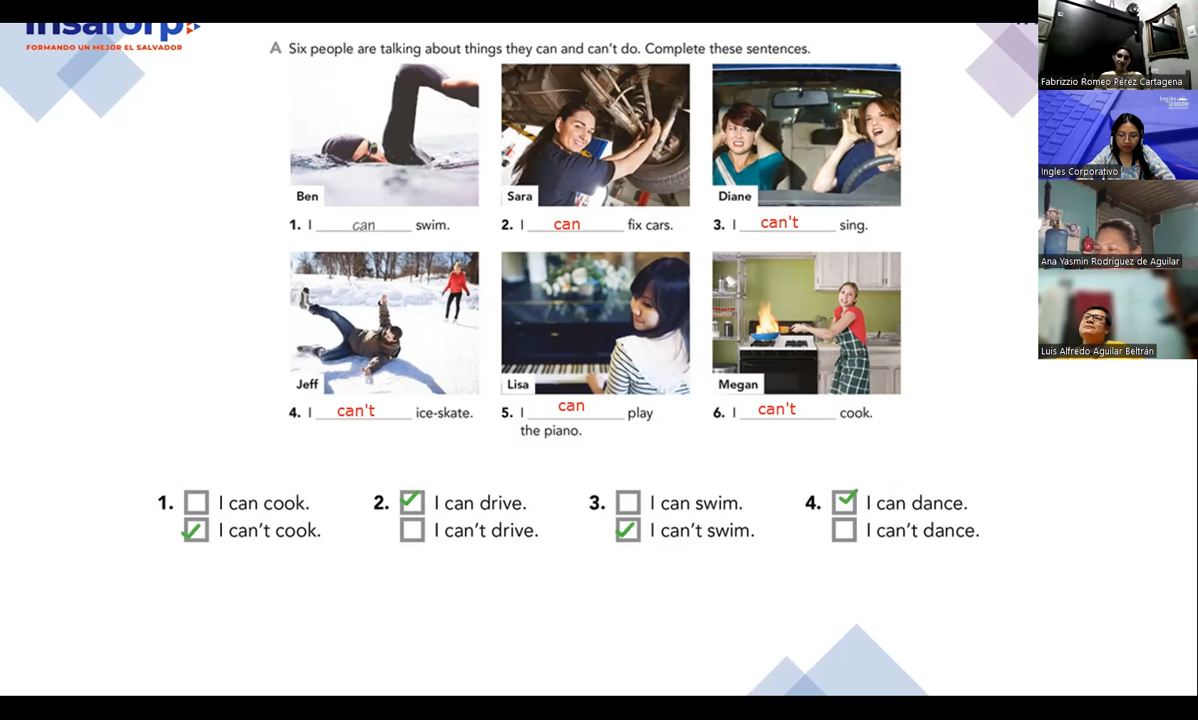 insaforp
FORMANDO UN MEJOR EL SALVADOR
A Six people are talking about things they can and can't do. Complete these sentences.
Ben
Sara
Diane
1. I can swim.
2. I can fix cars.
3. I can't sing.
Jeff
Lisa
Megan
4. I can't ice-skate.
5. I can play
the piano.
6. I can't cook.
1. I can cook.
I can't cook.
2. I can drive.
I can't drive.
3. I can swim.
I can't swim.
4. I can dance.
I can't dance.
Fabrizzio Romeo Pérez Cartagena
Ingles Corporativo
Ana Yasmin Rodriguez de Aguilar
Luis Alfredo Aguilar Beltrán